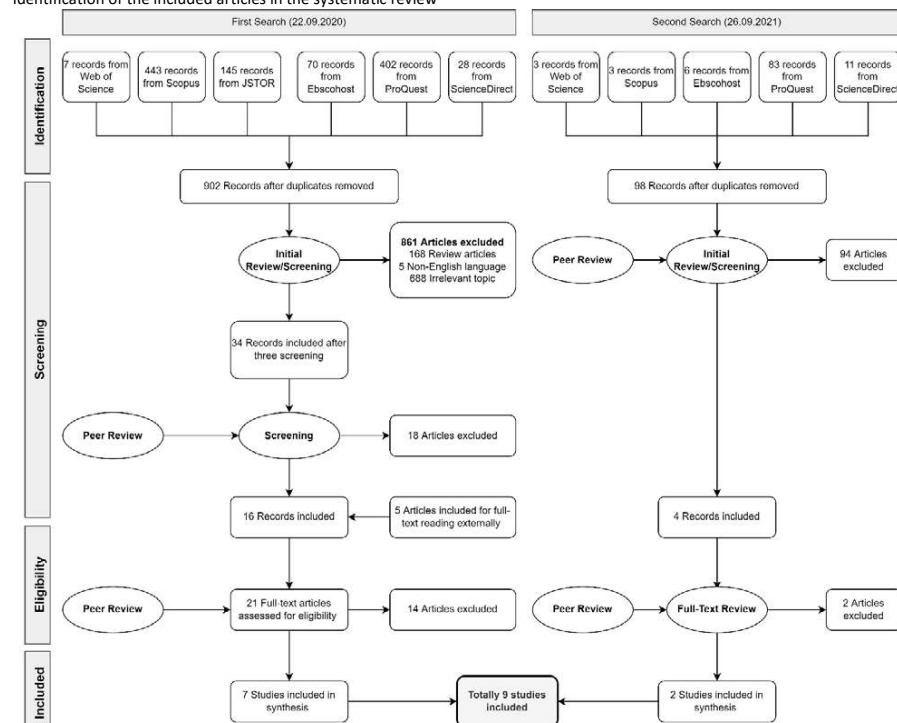 Identification of the included articles in the systematic review
First Search (22.09.2020)
Second Search (26.09.2021)
Identification
7 records from
Web of
Science
443 records
from Scopus
145 records
from JSTOR
70 records
from
Ebscohost
402 records
from
ProQuest
28 records
from
ScienceDirect
3 records from
Web of
Science
3 records from
Scopus
6 records from
Ebscohost
83 records
from
ProQuest
11 records
from
ScienceDirect
Screening
902 Records after duplicates removed
98 Records after duplicates removed
Initial
Review/Screening
861 Articles excluded
168 Review articles
5 Non-English language
688 Irrelevant topic
Peer Review
Initial
Review/Screening
94 Articles
excluded
34 Records included after
three screening
Peer Review
Screening
18 Articles excluded
16 Records included
5 Articles included for full-
text reading externally
4 Records included
Eligibility
Peer Review
21 Full-text articles
assessed for eligibility
14 Articles excluded
Peer Review
Full-Text Review
2 Articles
excluded
Included
7 Studies included in
synthesis
Totally 9 studies
included
2 Studies included in
synthesis